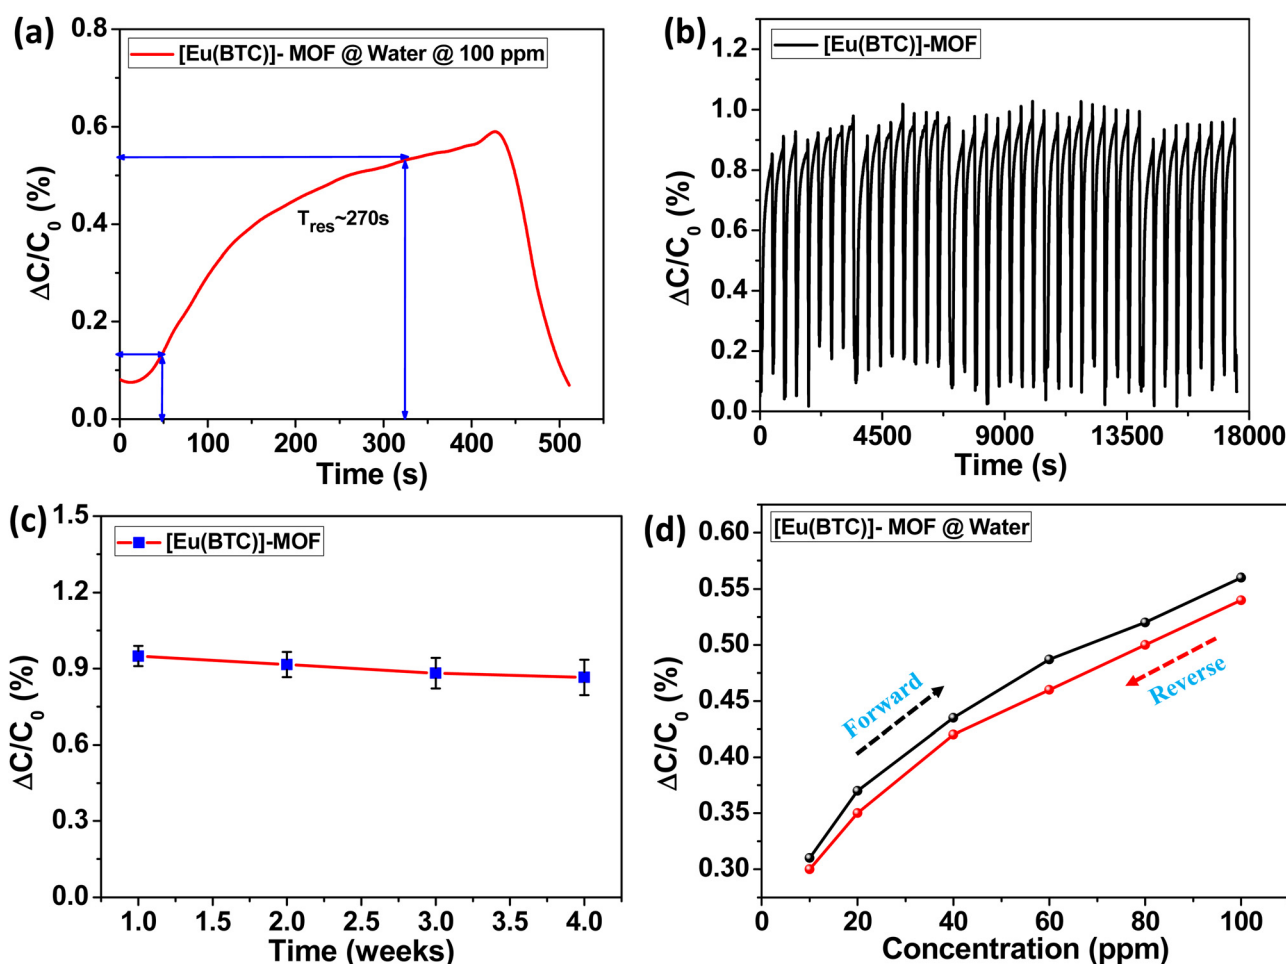 (a)
[Eu(BTC)]- MOF @ Water @ 100 ppm
0.8
0.6
0.4
0.2
0.0
ΔC/C0 (%)
Tres~270s
0 100 200 300 400 500
Time (s)
(b)
[Eu(BTC)]-MOF
1.2
1.0
0.8
0.6
0.4
0.2
0.0
ΔC/C0 (%)
0 4500 9000 13500 18000
Time (s)
(c)
[Eu(BTC)]-MOF
1.5
1.2
0.9
0.6
0.3
0.0
ΔC/C0 (%)
1.0 1.5 2.0 2.5 3.0 3.5 4.0
Time (weeks)
(d)
[Eu(BTC)]- MOF @ Water
0.60
0.55
0.50
0.45
0.40
0.35
0.30
ΔC/C0 (%)
Forward
Reverse
0 20 40 60 80 100
Concentration (ppm)